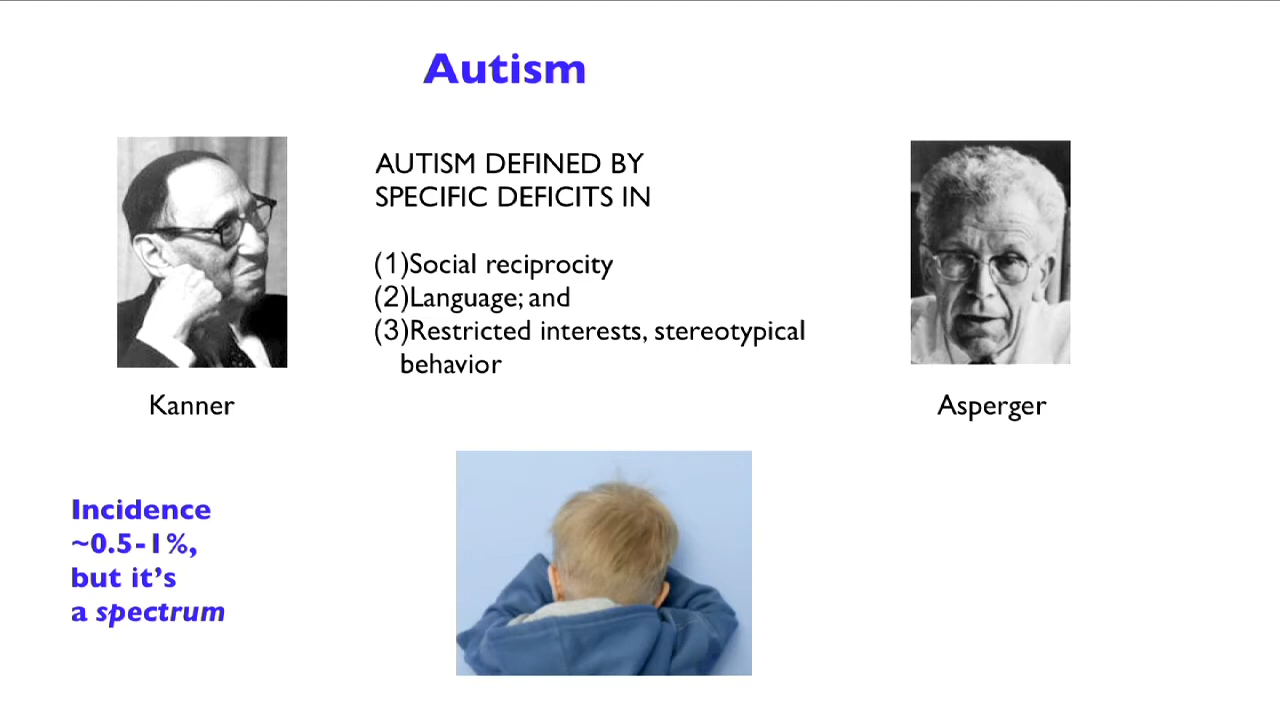 Autism
AUTISM DEFINED BY
SPECIFIC DEFICITS IN
(1)Social reciprocity
(2)Language; and
(3)Restricted interests, stereotypical
behavior
Kanner
Asperger
Incidence
~0.5-1%,
but it's
a spectrum